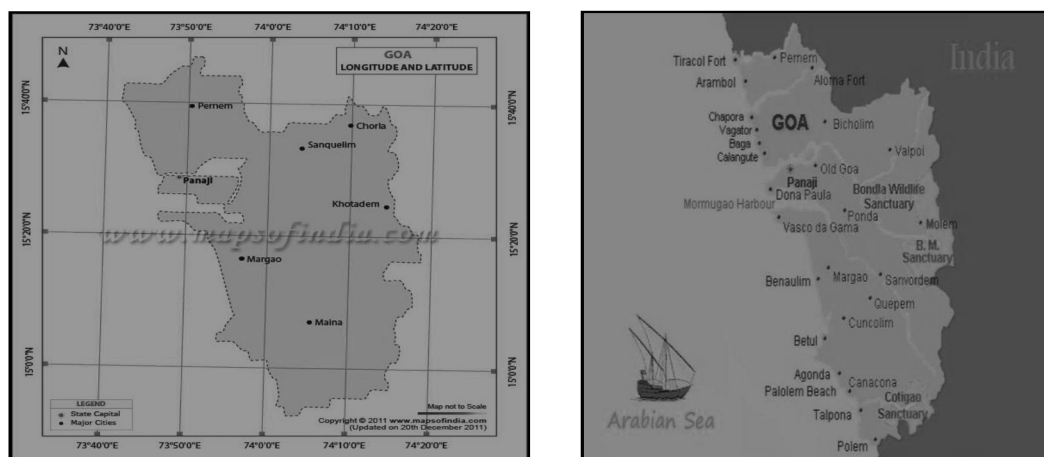 73°40'0"E 73°50'0"E 74°0'0"E 74°10'0"E 74°20'0"E
N
GOA
LONGITUDE AND LATITUDE
15°40'0"N 15°40'0"N
Pernem
Chorla
Sanquelim
Panaji
Khotadem
15°20'0"N 15°20'0"N
www.mapsofindia.com
Margao
Maina
15°0'0"N 15°0'0"N
LEGEND
State Capital
Major Cities
Map not to Scale
Copyright © 2011 www.mapsofindia.com
(Updated on 20th December 2011)
73°40'0"E 73°50'0"E 74°0'0"E 74°10'0"E 74°20'0"E
India
Tiracol Fort
Pernem
Arambol
Alorna Fort
Chapora
GOA
Bicholim
Vagator
Baga
Calangute
Valpoi
Old Goa
Panaji
Dona Paula
Bondla Wildlife
Sanctuary
Mormugao Harbour
Ponda
Vasco da Gama
Molem
B. M.
Sanctuary
Benaulim
Margao
Sanvordem
Quepem
Cuncolim
Betul
Agonda
Canacona
Palolem Beach
Cotigao
Sanctuary
Talpona
Arabian Sea
Polem